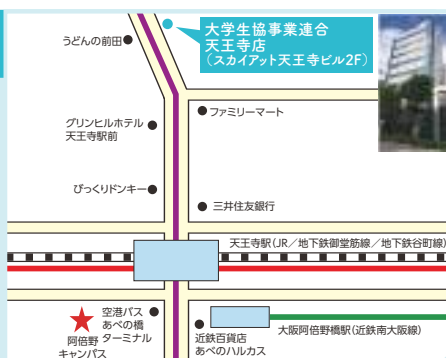 大学生協事業連合
天王寺店
（スカイアット天王寺ビル2F）
うどんの前田
ファミリーマート
グリンヒルホテル
天王寺駅前
びっくりドンキー
三井住友銀行
天王寺駅（JR／地下鉄御堂筋線／地下鉄谷町線）
空港バス
あべの橋
ターミナル
阿倍野
キャンパス
大阪阿倍野橋駅（近鉄南大阪線）
近鉄百貨店
あべのハルカス